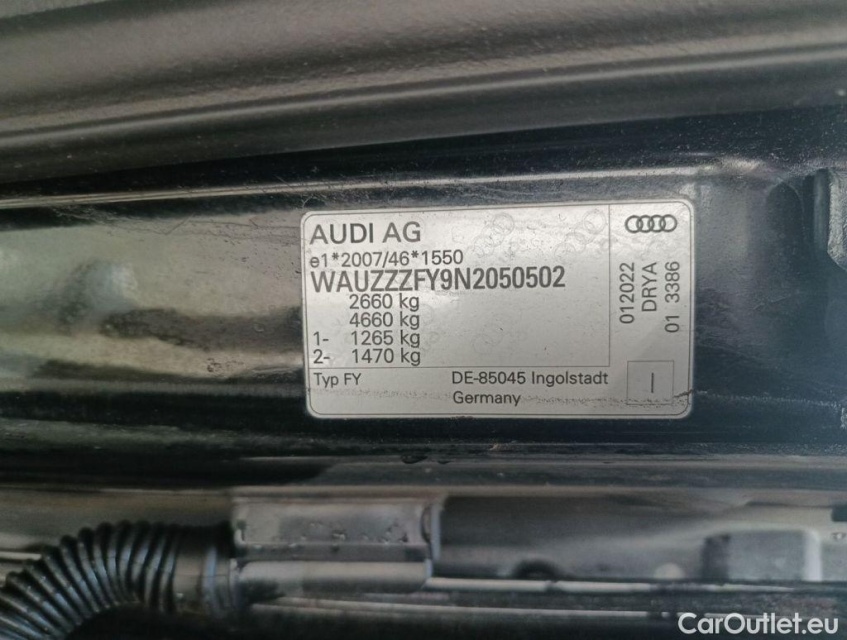 AUDI AG
e1*2007/46*1550
WAUZZZFY9N2050502
2660 kg
4660 kg
1- 1265 kg
2- 1470 kg
Typ FY
DE-85045 Ingolstadt
Germany
012022
DRYA
01 3386
I
CarOutlet.eu